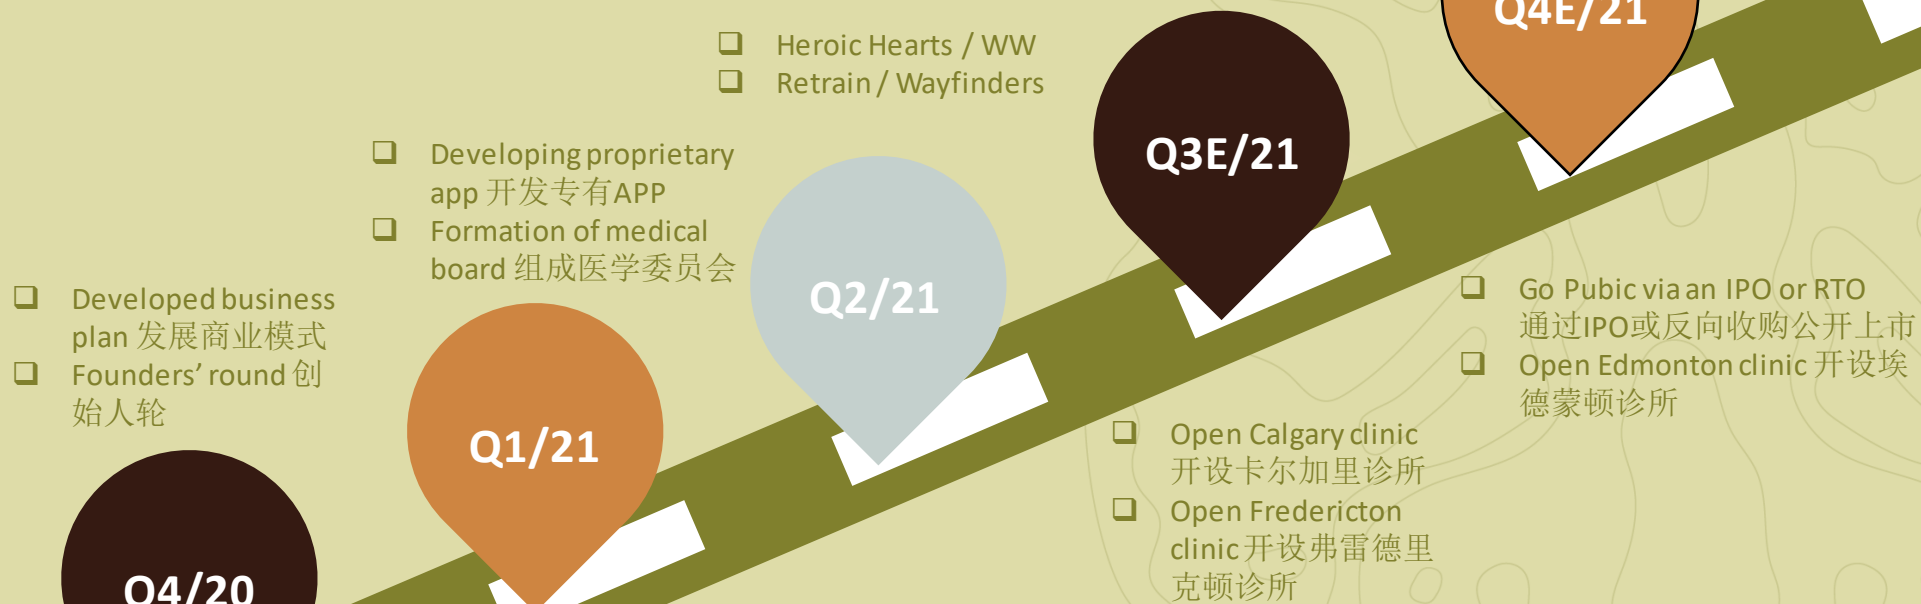 Developed business
plan 发展商业模式
Founders’ round 创
始人轮
Q4/20
Developing proprietary
app 开发专有APP
Formation of medical
board 组成医学委员会
Q1/21
Heroic Hearts / WW
Retrain / Wayfinders
Q2/21
Q3E/21
Open Calgary clinic
开设卡尔加里诊所
Open Fredericton
clinic 开设弗雷德里
克顿诊所
Q4E/21
Go Pubic via an IPO or RTO
通过IPO或反向收购公开上市
Open Edmonton clinic 开设埃
德蒙顿诊所